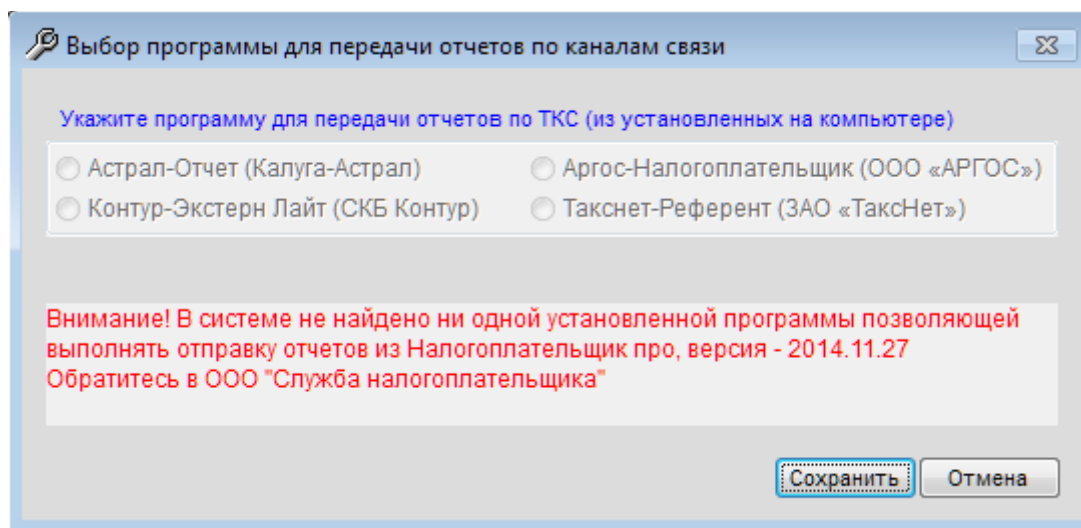 Выбор программы для передачи отчетов по каналам связи
Укажите программу для передачи отчетов по ТКС (из установленных на компьютере)
Астрал-Отчет (Калуга-Астрал)
Аргос-Налогоплательщик (ООО «АРГОС»)
Контур-Экстерн Лайт (СКБ Контур)
Такснет-Референт (ЗАО «ТаксНет»)
Внимание! В системе не найдено ни одной установленной программы позволяющей
выполнять отправку отчетов из Налогоплательщик про, версия - 2014.11.27
Обратитесь в ООО "Служба налогоплательщика"
Сохранить
Отмена